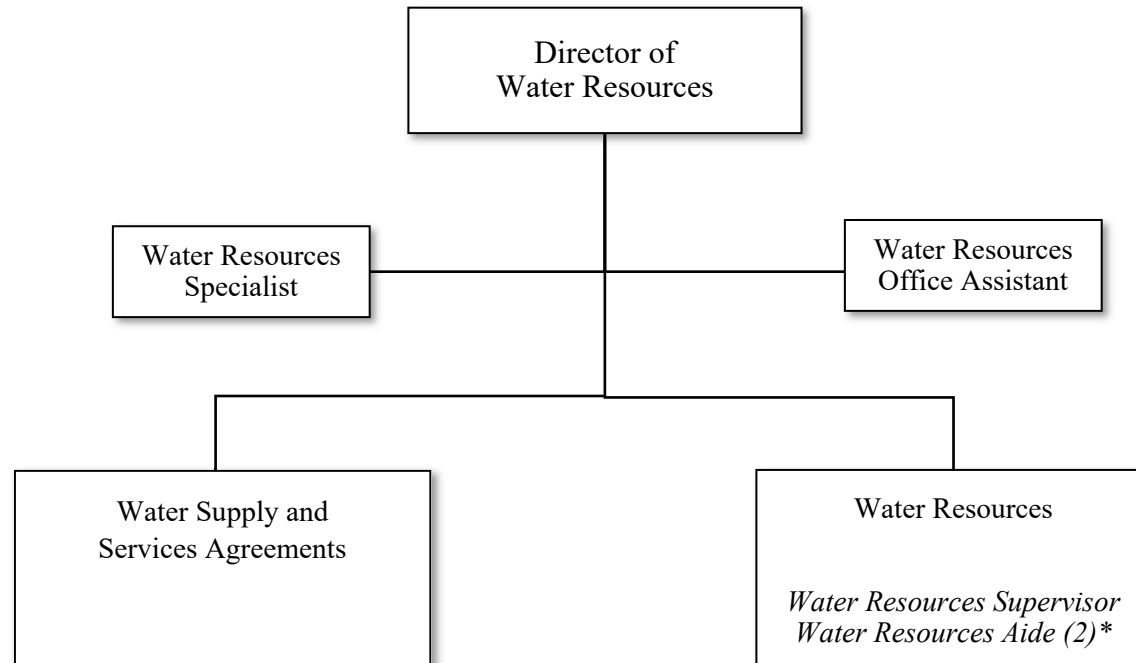 Director of
Water Resources
Water Resources
Specialist
Water Resources
Office Assistant
Water Supply and
Services Agreements
Water Resources
Water Resources Supervisor
Water Resources Aide (2)*